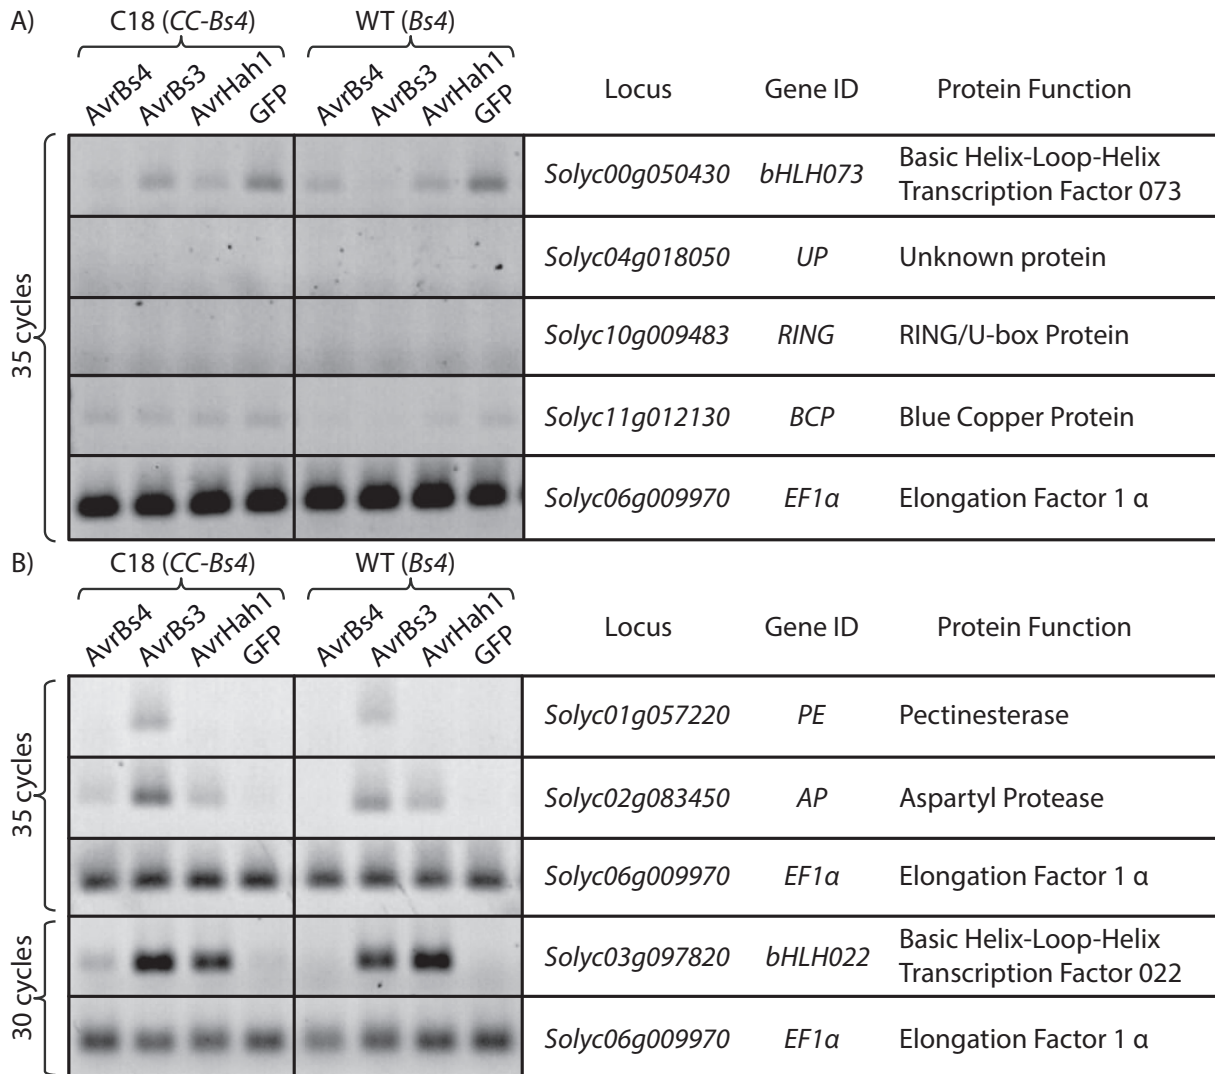 A)
C18 (CC-Bs4)
WT (Bs4)
AvrBs4
AvrBs3
AvrHah1
GFP
AvrBs4
AvrBs3
AvrHah1
GFP
Locus
Gene ID
Protein Function
35 cycles
Solyc00g050430
bHLH073
Basic Helix-Loop-Helix
Transcription Factor 073
Solyc04g018050
UP
Unknown protein
Solyc10g009483
RING
RING/U-box Protein
Solyc11g012130
BCP
Blue Copper Protein
Solyc06g009970
EF1α
Elongation Factor 1 α
B)
C18 (CC-Bs4)
WT (Bs4)
AvrBs4
AvrBs3
AvrHah1
GFP
AvrBs4
AvrBs3
AvrHah1
GFP
Locus
Gene ID
Protein Function
35 cycles
Solyc01g057220
PE
Pectinesterase
Solyc02g083450
AP
Aspartyl Protease
Solyc06g009970
EF1α
Elongation Factor 1 α
30 cycles
Solyc03g097820
bHLH022
Basic Helix-Loop-Helix
Transcription Factor 022
Solyc06g009970
EF1α
Elongation Factor 1 α